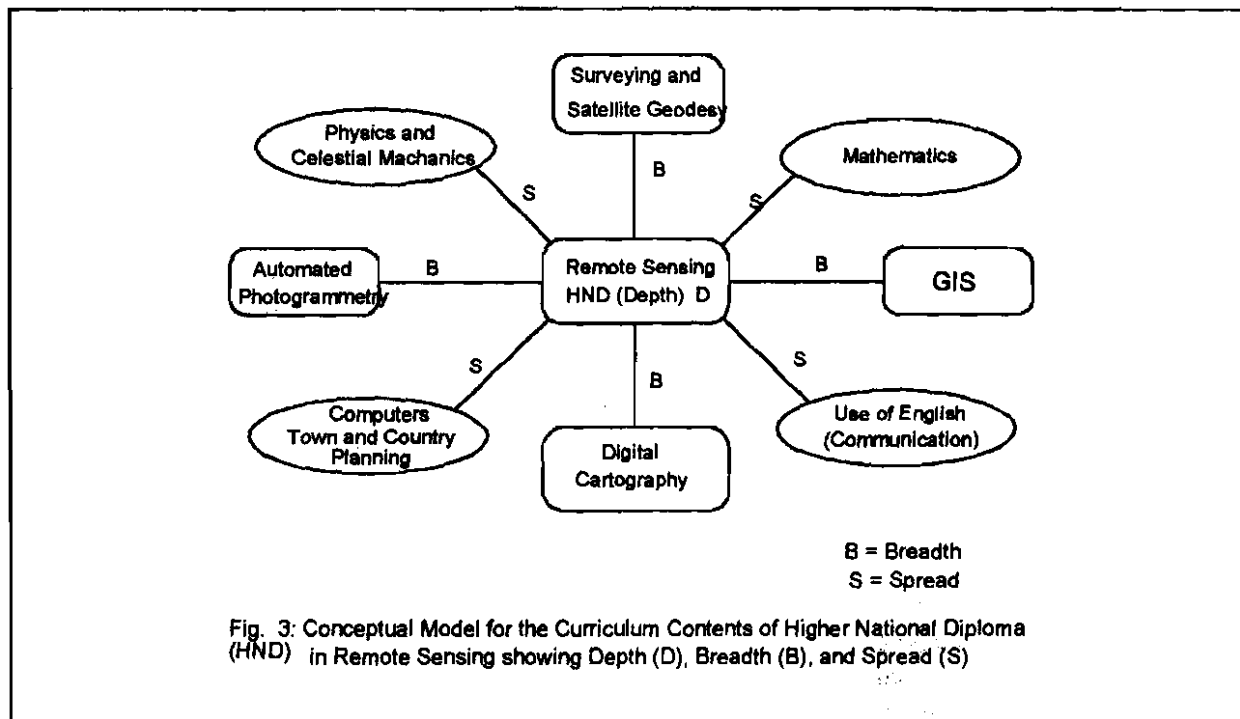 Surveying and
Satellite Geodesy
Physics and
Celestial Machanics
Mathematics
B
S
S
Automated
Photogrammetry
B
Remote Sensing
HND (Depth) D
B
GIS
S
B
S
Computers
Town and Country
Planning
Digital
Cartography
Use of English
(Communication)
B = Breadth
S = Spread
Fig. 3: Conceptual Model for the Curriculum Contents of Higher National Diploma
(HND) in Remote Sensing showing Depth (D), Breadth (B), and Spread (S)